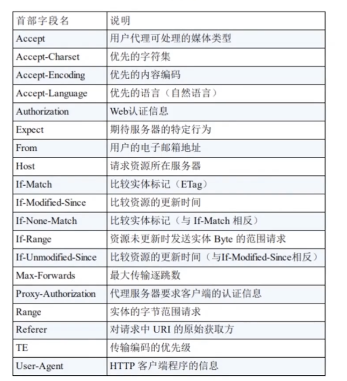 首部字段名 说明
Accept 用户代理可处理的媒体类型
Accept-Charset 优先的字符集
Accept-Encoding 优先的内容编码
Accept-Language 优先的语言（自然语言）
Authorization Web认证信息
Expect 期待服务器的特定行为
From 用户的电子邮箱地址
Host 请求资源所在服务器
If-Match 比较实体标记（ETag）
If-Modified-Since 比较资源的更新时间
If-None-Match 比较实体标记（与 If-Match 相反）
If-Range 资源未更新时发送实体 Byte 的范围请求
If-Unmodified-Since 比较资源的更新时间（与If-Modified-Since相反）
Max-Forwards 最大传输逐跳数
Proxy-Authorization 代理服务器要求客户端的认证信息
Range 实体的字节范围请求
Referer 对请求中 URI 的原始获取方
TE 传输编码的优先级
User-Agent HTTP 客户端程序的信息